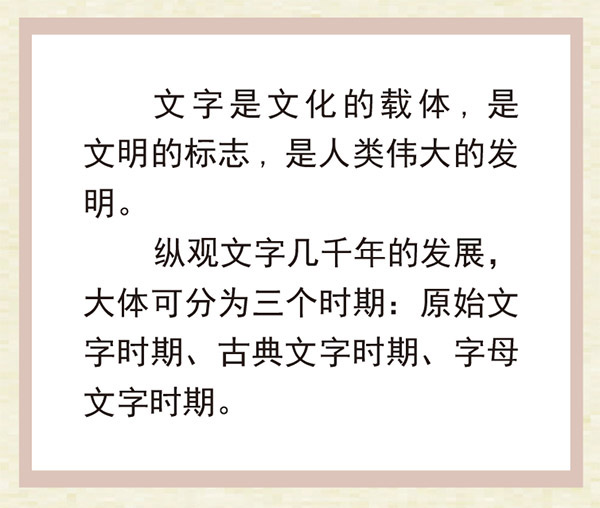 文字是文化的载体，是
文明的标志，是人类伟大的发
明。
纵观文字几千年的发展，
大体可分为三个时期：原始文
字时期、古典文字时期、字母
文字时期。